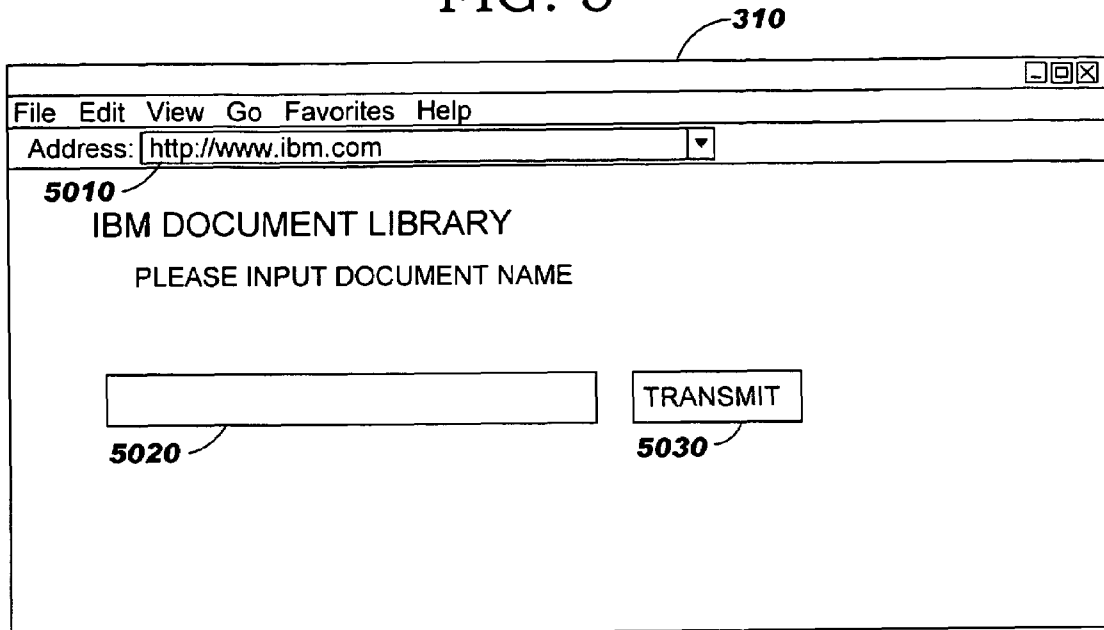 FIG.
310
File Edit View Go Favorites Help
Address: http://www.ibm.com
5010
IBM DOCUMENT LIBRARY
PLEASE INPUT DOCUMENT NAME
TRANSMIT
5020
5030